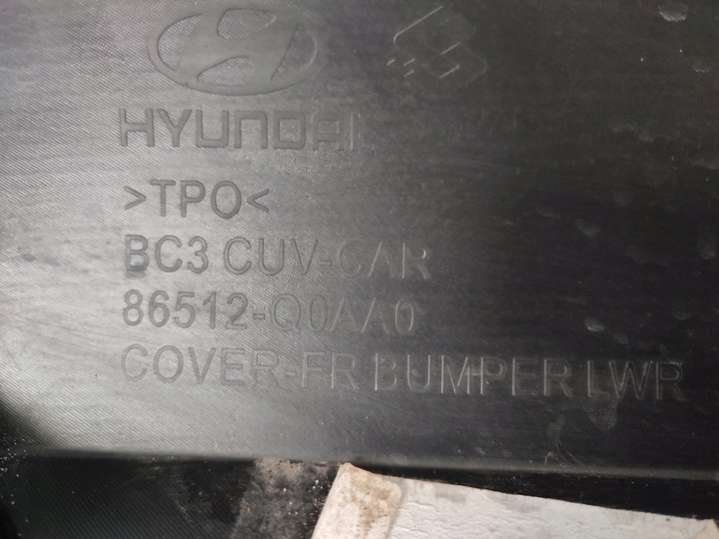 HYUNDAI
>TPO<
BC3 CUV-CAR
86512-Q0AA0
COVER-FR BUMPER LWR